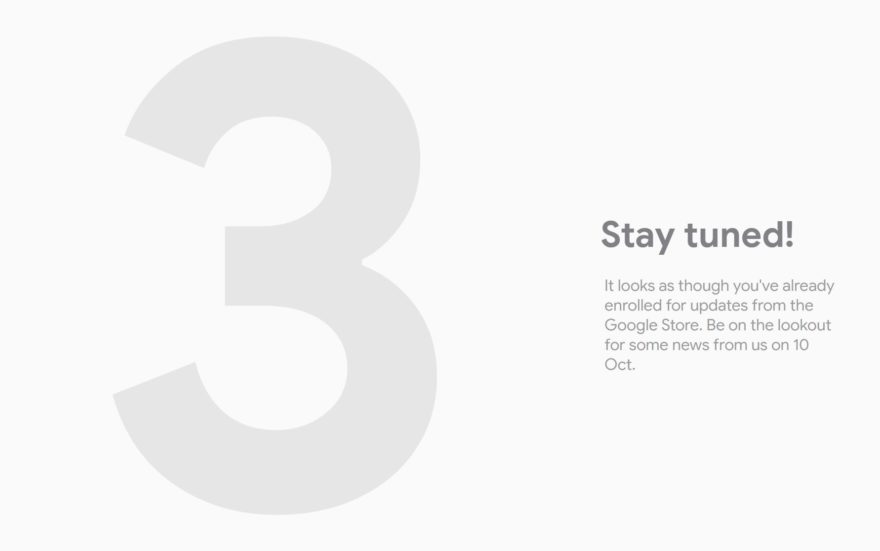 3
Stay tuned!
It looks as though you've already
enrolled for updates from the
Google Store. Be on the lookout
for some news from us on 10
Oct.